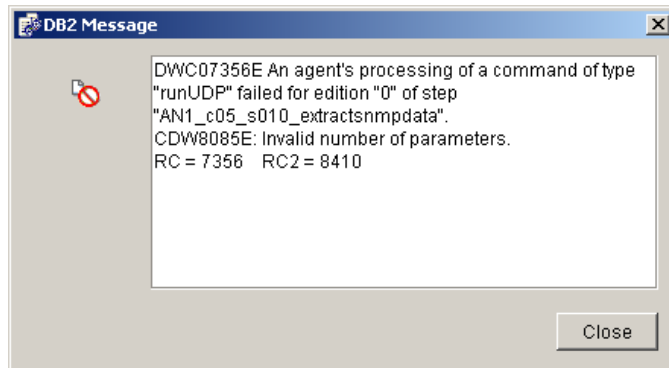 DB2 Message
DWC07356E An agent's processing of a command of type
"runUDP" failed for edition "0" of step
"AN1_c05_s010_extractsnmpdata".
CDW8085E: Invalid number of parameters.
RC = 7356 RC2 = 8410
Close